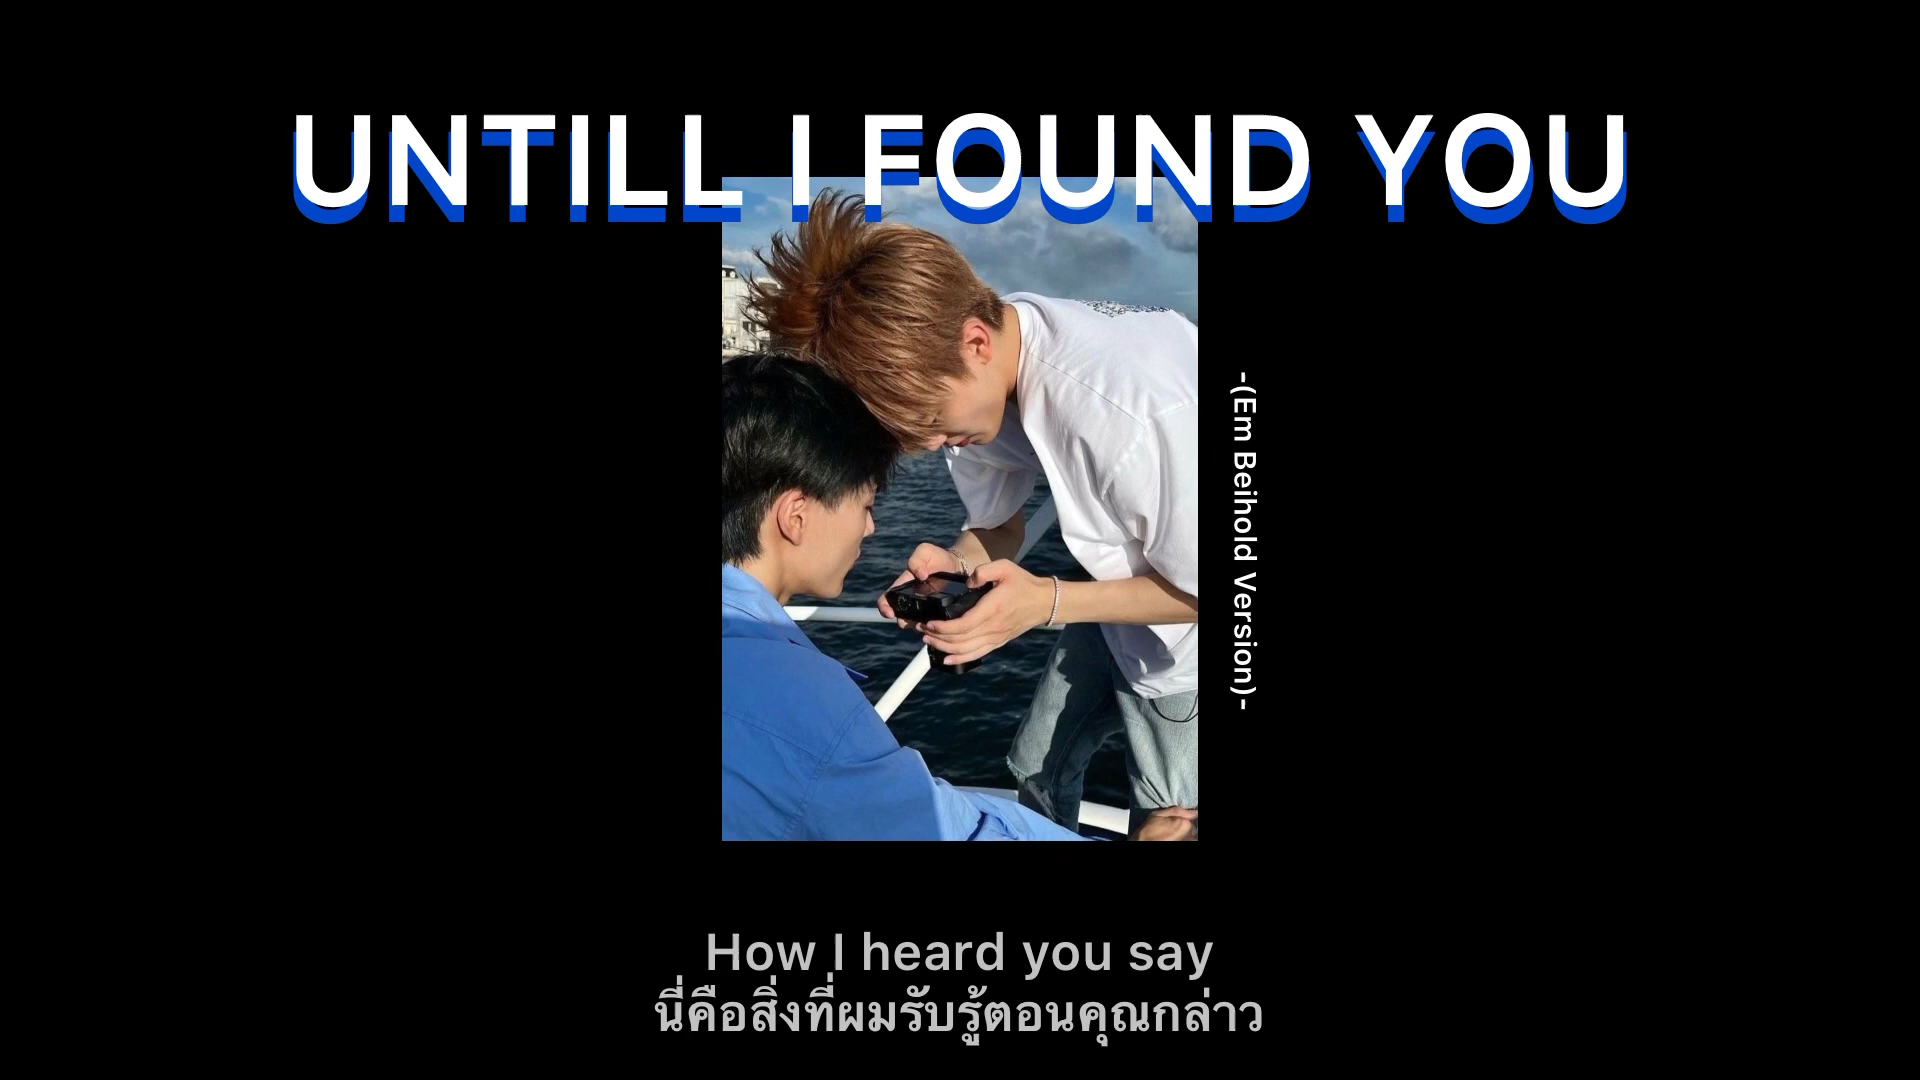 UNTILL I FOUND YOU
-(Em Beihold Version)-
How I heard you say
นี่คือสิ่งที่ผมรับรู้ตอนคุณกล่าว